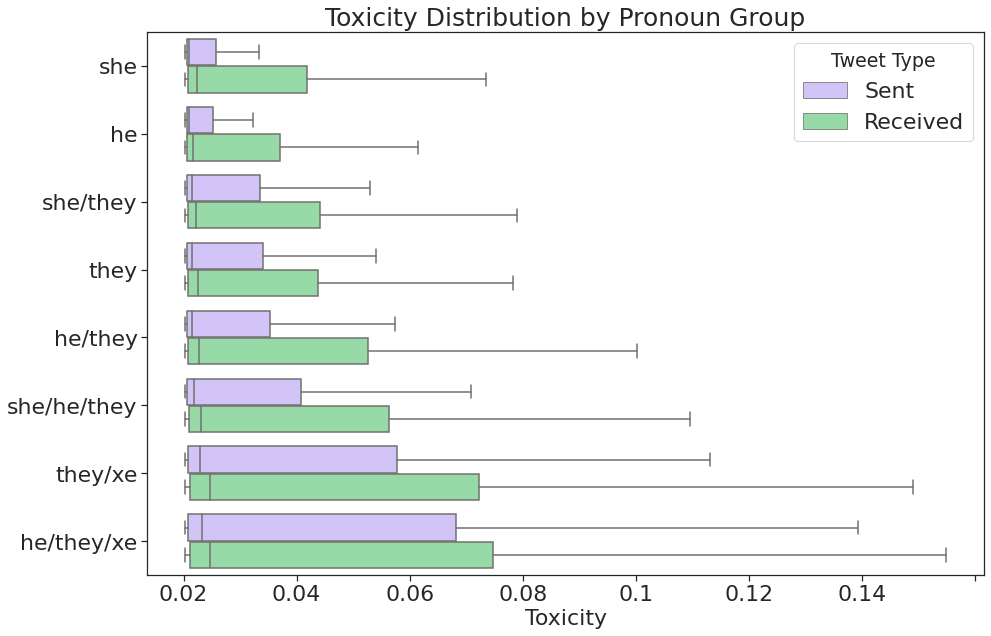 Toxicity Distribution by Pronoun Group
Tweet Type
Sent
Received
she
he
she/they
they
he/they
she/he/they
they/xe
he/they/xe
0.02 0.04 0.06 0.08 0.1 0.12 0.14
Toxicity